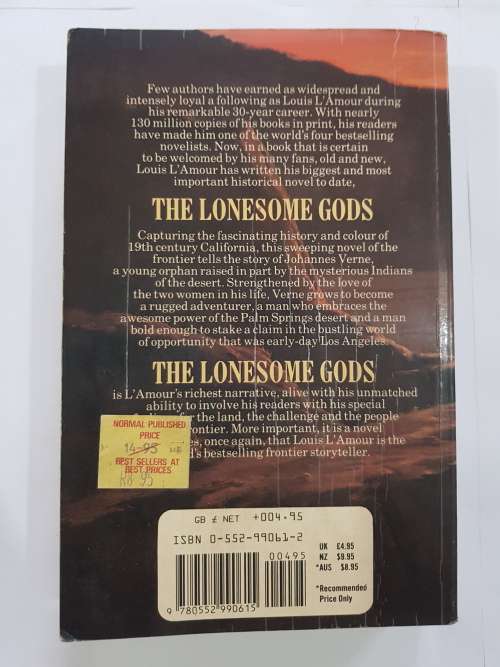 Few authors have earned as widespread and
intensely loyal a following as Louis L'Amour during
his remarkable 30-year career. With nearly
130 million copies of his books in print, his readers
have made him one of the world's four bestselling
novelists. Now, in a book that is certain
to be welcomed by his many fans, old and new,
Louis L'Amour has written his biggest and most
important historical novel to date,
THE LONESOME GODS
Capturing the fascinating history and colour of
19th century California, this sweeping novel of the
frontier tells the story of Johannes Verne,
a young orphan raised in part by the mysterious Indians
of the desert. Strengthened by the love of
the two women in his life, Verne grows to become
a rugged adventurer, a man who embraces the
awesome power of the Palm Springs desert and a man
bold enough to stake a claim in the bustling world
of opportunity that was early-day Los Angeles.
THE LONESOME GODS
is L'Amour's richest narrative, alive with his unmatched
ability to involve his readers with his special
the land, the challenge and the people
frontier. More important, it is a novel
once again, that Louis L'Amour is the
bestselling frontier storyteller.
NORMAL PUBLISHED
PRICE
14-95
BEST SELLERS AT
BEST PRICES
GB £ NET +004.95
ISBN 0-552-99061-2
00495
UK £4.95
NZ $9.95
*AUS $8.95
*Recommended
Price Only
9 780552 990615